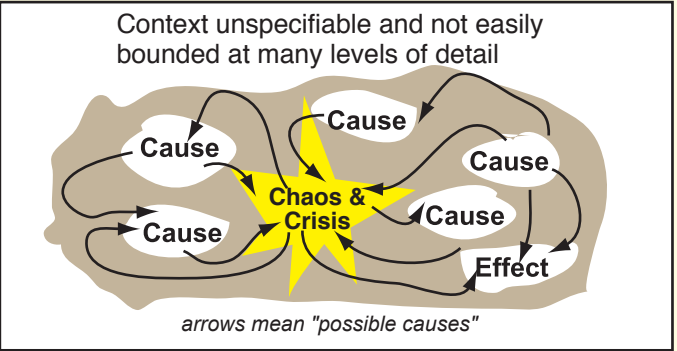 Context unspecifiable and not easily
bounded at many levels of detail
Cause
Cause
Cause
Chaos &
Crisis
Cause
Cause
Effect
arrows mean "possible causes"